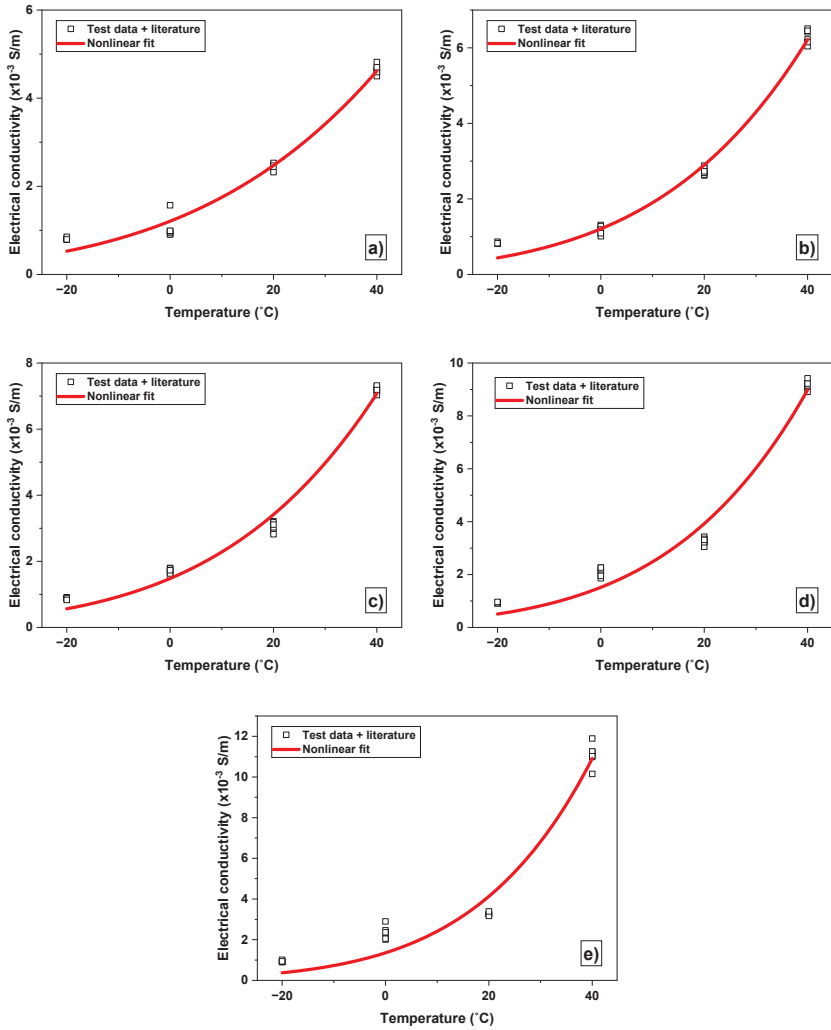 6
4
2
0
Electrical conductivity (x10⁻³ S/m)
Test data + literature
Nonlinear fit
a)
−20 0 20 40
Temperature (˚C)
6
4
2
0
Electrical conductivity (x10⁻³ S/m)
Test data + literature
Nonlinear fit
b)
−20 0 20 40
Temperature (˚C)
8
6
4
2
0
Electrical conductivity (x10⁻³ S/m)
Test data + literature
Nonlinear fit
c)
−20 0 20 40
Temperature (˚C)
10
8
6
4
2
0
Electrical conductivity (x10⁻³ S/m)
Test data + literature
Nonlinear fit
d)
−20 0 20 40
Temperature (˚C)
12
10
8
6
4
2
0
Electrical conductivity (x10⁻³ S/m)
Test data + literature
Nonlinear fit
e)
−20 0 20 40
Temperature (˚C)